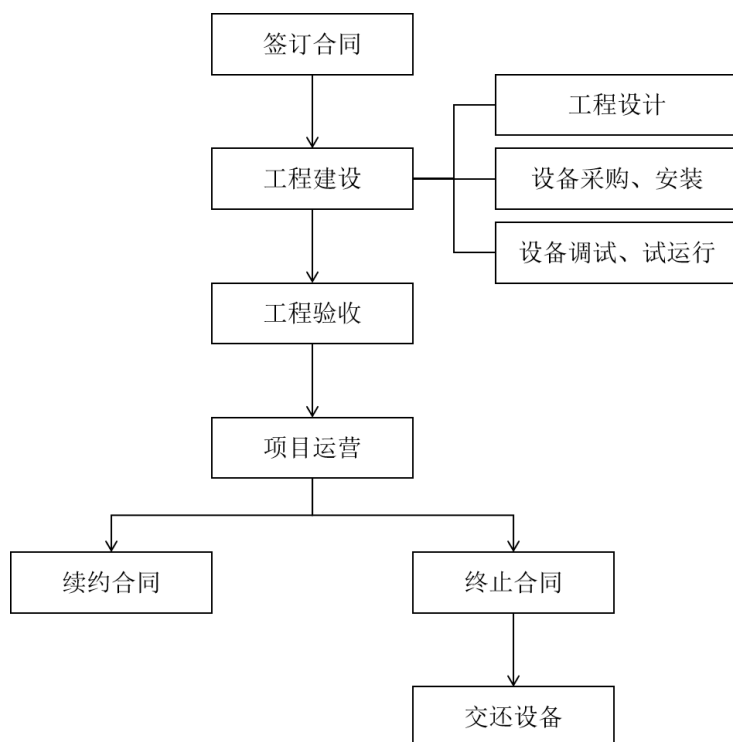 签订合同
工程设计
工程建设
设备采购、安装
设备调试、试运行
工程验收
项目运营
续约合同
终止合同
交还设备